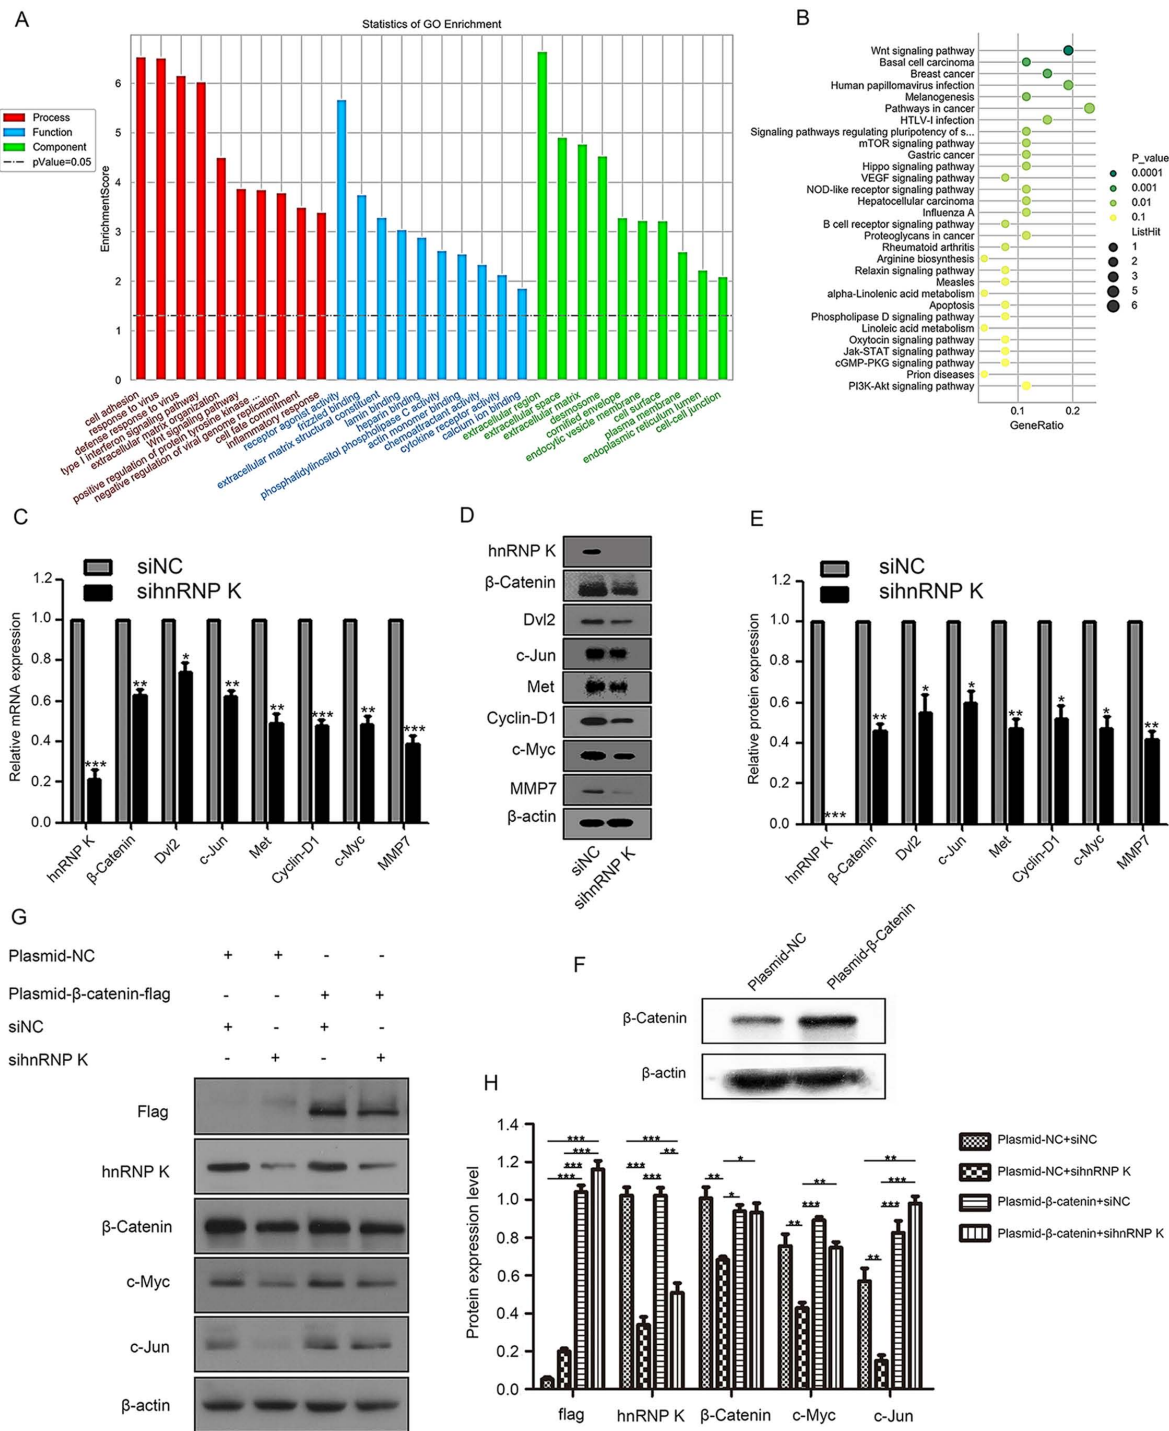 A
Statistics of GO Enrichment
EnrichmentScore
6
5
4
3
2
1
0
Process
Function
Component
pValue=0.05
cell adhesion
response to virus
defense response to virus
type I interferon signaling pathway
extracellular matrix organization
Wnt signaling pathway
positive regulation of protein tyrosine kinase ...
negative regulation of viral genome replication
cell fate commitment
inflammatory response
receptor agonist activity
frizzled binding
extracellular matrix structural constituent
lamin binding
phosphatidylinositol phospholipase C activity
heparin binding
actin monomer binding
chemoattractant activity
cytokine receptor activity
calcium ion binding
extracellular region
extracellular space
extracellular matrix
desmosome
cornified envelope
endocytic vesicle membrane
cell surface
plasma membrane
endoplasmic reticulum lumen
cell-cell junction
B
Wnt signaling pathway
Basal cell carcinoma
Breast cancer
Human papillomavirus infection
Melanogenesis
Pathways in cancer
HTLV-I infection
Signaling pathways regulating pluripotency of s...
mTOR signaling pathway
Gastric cancer
Hippo signaling pathway
VEGF signaling pathway
NOD-like receptor signaling pathway
Hepatocellular carcinoma
Influenza A
B cell receptor signaling pathway
Proteoglycans in cancer
Rheumatoid arthritis
Arginine biosynthesis
Relaxin signaling pathway
Measles
alpha-Linolenic acid metabolism
Apoptosis
Phospholipase D signaling pathway
Linoleic acid metabolism
Oxytocin signaling pathway
Jak-STAT signaling pathway
cGMP-PKG signaling pathway
Prion diseases
PI3K-Akt signaling pathway
0.1 0.2
GeneRatio
P_value
0.0001
0.001
0.01
0.1
ListHit
1
2
3
5
6
C
siNC
sihnRNP K
Relative mRNA expression
1.2
1.0
0.8
0.6
0.4
0.2
0.0
*** ** * ** ** *** ** ***
hnRNP K
β-Catenin
Dvl2
c-Jun
Met
Cyclin-D1
c-Myc
MMP7
D
hnRNP K
β-Catenin
Dvl2
c-Jun
Met
Cyclin-D1
c-Myc
MMP7
β-actin
siNC
sihnRNP K
E
siNC
sihnRNP K
Relative protein expression
1.2
1.0
0.8
0.6
0.4
0.2
0.0
*** ** * * ** * * **
hnRNP K
β-Catenin
Dvl2
c-Jun
Met
Cyclin-D1
c-Myc
MMP7
G
Plasmid-NC + + - -
Plasmid-β-catenin-flag - - + +
siNC + - + -
sihnRNP K - + - +
Flag
hnRNP K
β-Catenin
c-Myc
c-Jun
β-actin
F
Plasmid-NC
Plasmid-β-Catenin
β-Catenin
β-actin
H
Protein expression level
1.4
1.2
1.0
0.8
0.6
0.4
0.2
0.0
***
***
***
***
***
**
***
***
*
**
*
**
***
**
**
***
***
**
flag hnRNP K β-Catenin c-Myc c-Jun
Plasmid-NC+siNC
Plasmid-NC+sihnRNP K
Plasmid-β-catenin+siNC
Plasmid-β-catenin+sihnRNP K